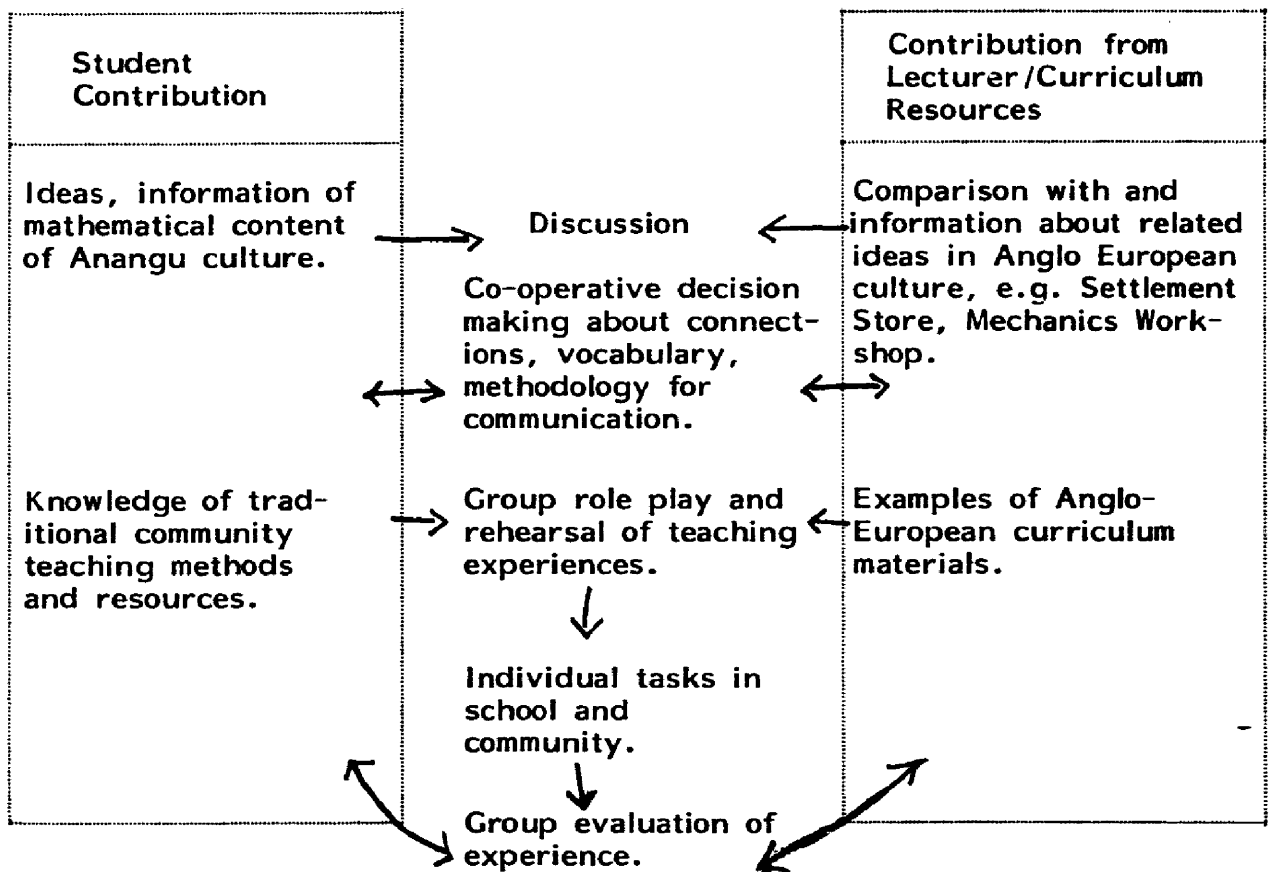 Student
Contribution
Contribution from
Lecturer/Curriculum
Resources
Ideas, information of
mathematical content
of Anangu culture.
Discussion
Comparison with and
information about related
ideas in Anglo European
culture, e.g. Settlement
Store, Mechanics Work-
shop.
Co-operative decision
making about connect-
ions, vocabulary,
methodology for
communication.
Knowledge of trad-
itional community
teaching methods
and resources.
Group role play and
rehearsal of teaching
experiences.
Examples of Anglo-
European curriculum
materials.
Individual tasks in
school and
community.
Group evaluation of
experience.